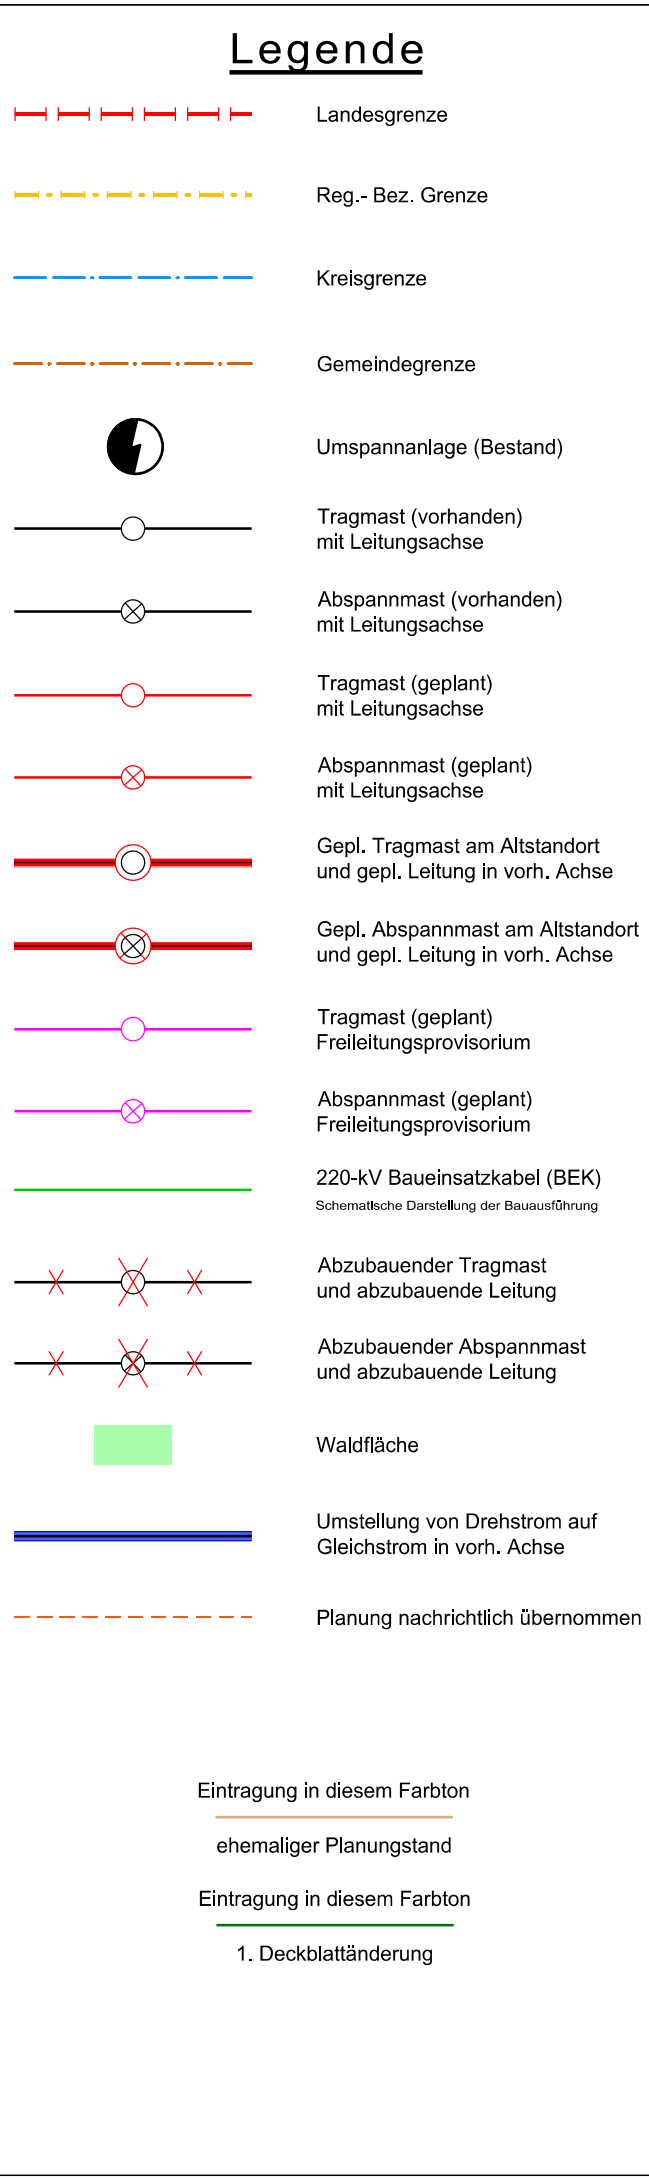 Legende
Landesgrenze
Reg.- Bez. Grenze
Kreisgrenze
Gemeindegrenze
Umspannanlage (Bestand)
Tragmast (vorhanden)
mit Leitungsachse
Abspannmast (vorhanden)
mit Leitungsachse
Tragmast (geplant)
mit Leitungsachse
Abspannmast (geplant)
mit Leitungsachse
Gepl. Tragmast am Altstandort
und gepl. Leitung in vorh. Achse
Gepl. Abspannmast am Altstandort
und gepl. Leitung in vorh. Achse
Tragmast (geplant)
Freileitungsprovisorium
Abspannmast (geplant)
Freileitungsprovisorium
220-kV Baueinsatzkabel (BEK)
Schematische Darstellung der Bauausführung
Abzubauender Tragmast
und abzubauende Leitung
Abzubauender Abspannmast
und abzubauende Leitung
Waldfläche
Umstellung von Drehstrom auf
Gleichstrom in vorh. Achse
Planung nachrichtlich übernommen
Eintragung in diesem Farbton
ehemaliger Planungstand
Eintragung in diesem Farbton
1. Deckblattänderung